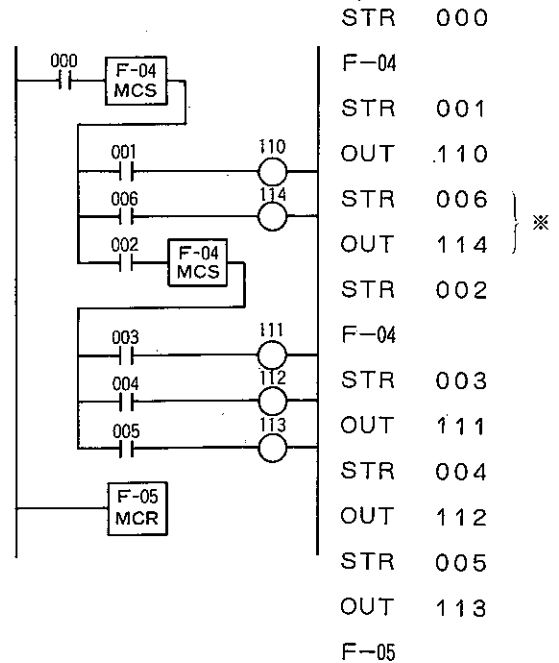 000
F-04
MCS
001
110
006
114
002
F-04
MCS
003
111
004
112
005
113
F-05
MCR
STR 000
F-04
STR 001
OUT .110
STR 006
OUT 114
※
STR 002
F-04
STR 003
OUT 111
STR 004
OUT 112
STR 005
OUT 113
F-05